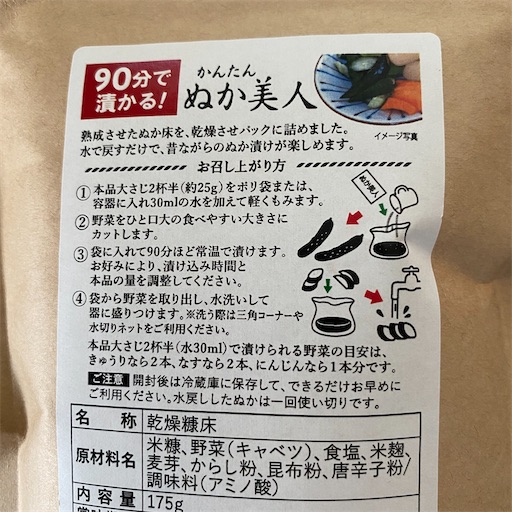 90分で
漬かる!
かんたん
ぬか美人
イメージ写真
熟成させたぬか床を、乾燥させパックに詰めました。
水で戻すだけで、昔ながらのぬか漬けが楽しめます。
お召し上がり方
① 本品大さじ2杯半(約25g)をポリ袋または、
容器に入れ30mlの水を加えて軽くもみます。
② 野菜をひと口大の食べやすい大きさに
カットします。
③ 袋に入れて90分ほど常温で漬けます。
お好みにより、漬け込み時間と
本品の量を調整してください。
④ 袋から野菜を取り出し、水洗いして
器に盛りつけます。※洗う際は三角コーナーや
水切りネットをご利用ください。
ぬか美人
本品大さじ2杯半(水30ml)で漬けられる野菜の目安は、
きゅうりなら2本、なすなら2本、にんじんなら1本分です。
ご注意 開封後は冷蔵庫に保存して、できるだけお早めに
ご利用ください。水戻ししたぬかは一回使い切りです。
名 称 乾燥糠床
原材料名 米糠、野菜(キャベツ)、食塩、米麹、
麦芽、からし粉、昆布粉、唐辛子粉/
調味料(アミノ酸)
内容量 175g